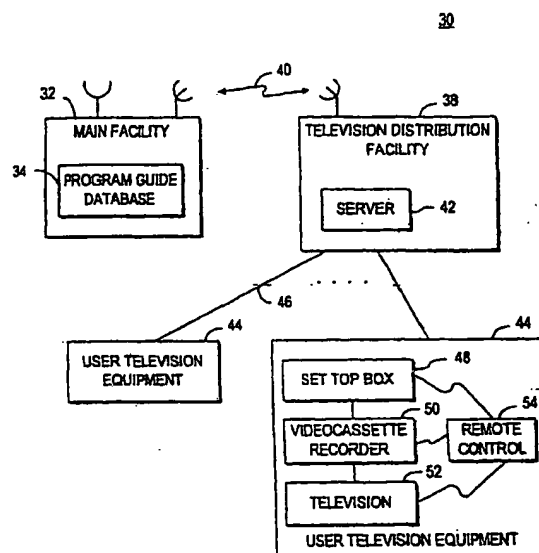 30
40
32
38
MAIN FACILITY
TELEVISION DISTRIBUTION
FACILITY
34
PROGRAM GUIDE
DATABASE
SERVER
42
46
44
44
USER TELEVISION
EQUIPMENT
48
SET TOP BOX
50
54
VIDEOCASSETTE
RECORDER
REMOTE
CONTROL
52
TELEVISION
USER TELEVISION EQUIPMENT